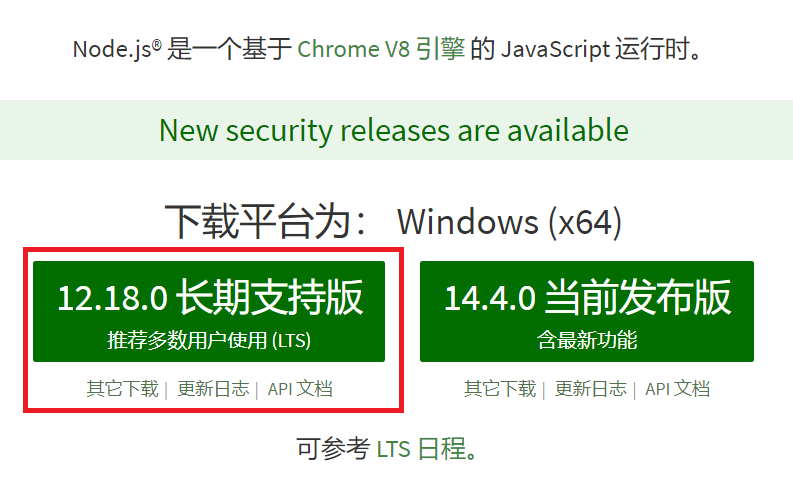 Node.js® 是一个基于 Chrome V8 引擎 的 JavaScript 运行时。
New security releases are available
下载平台为： Windows (x64)
12.18.0 长期支持版
推荐多数用户使用 (LTS)
其它下载 | 更新日志 | API 文档
14.4.0 当前发布版
含最新功能
其它下载 | 更新日志 | API 文档
可参考 LTS 日程。